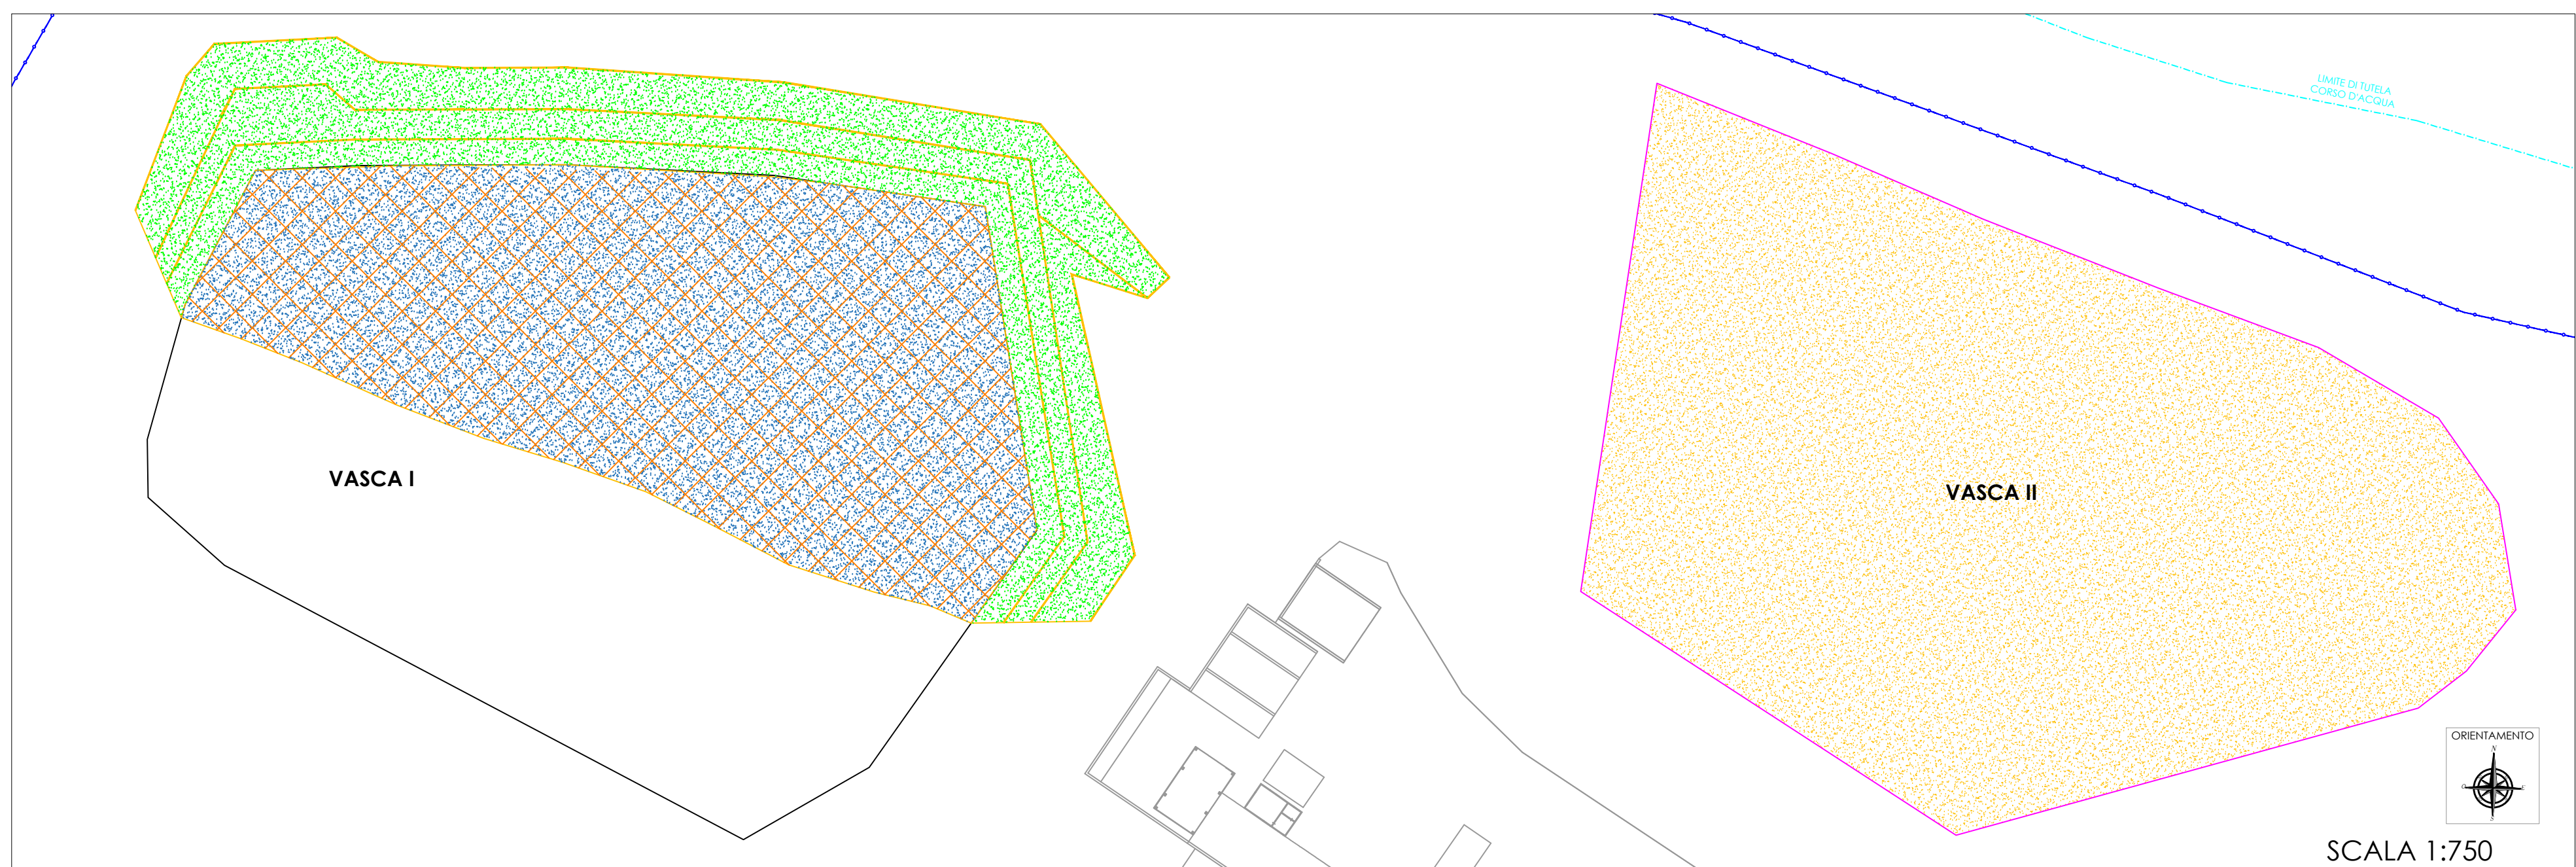 LIMITE DI TUTELA
CORSO D'ACQUA
VASCA I
VASCA II
ORIENTAMENTO
N
O
E
S
SCALA 1:750